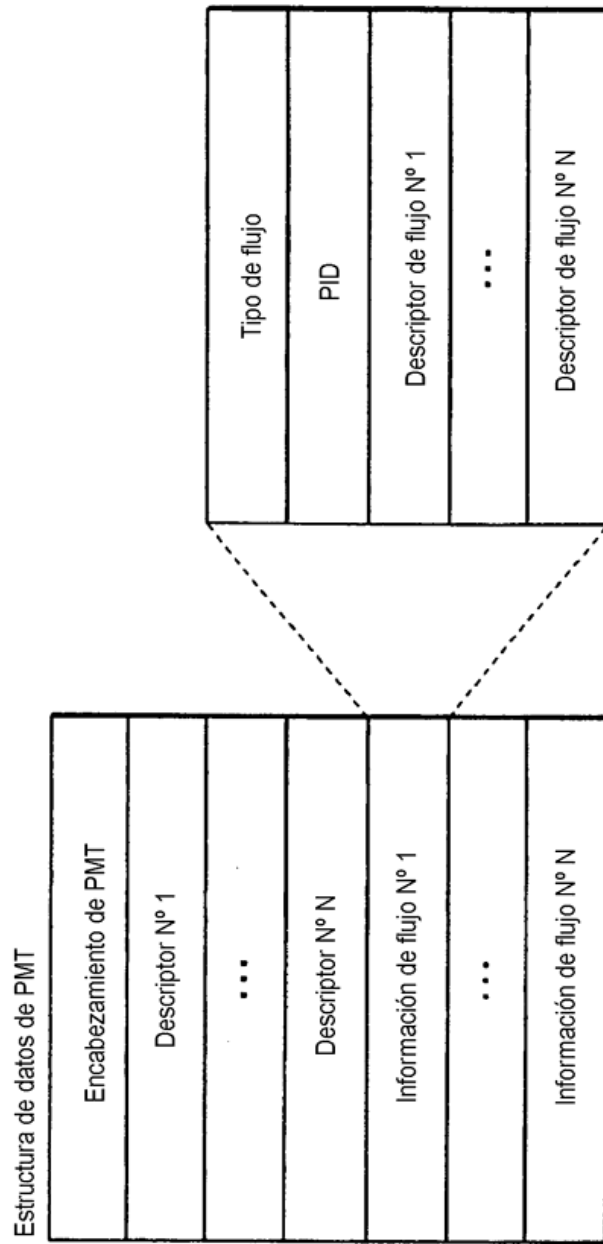 Estructura de datos de PMT
Encabezamiento de PMT
Descriptor Nº 1
...
Descriptor Nº N
Información de flujo Nº 1
...
Información de flujo Nº N
Tipo de flujo
PID
Descriptor de flujo Nº 1
...
Descriptor de flujo Nº N